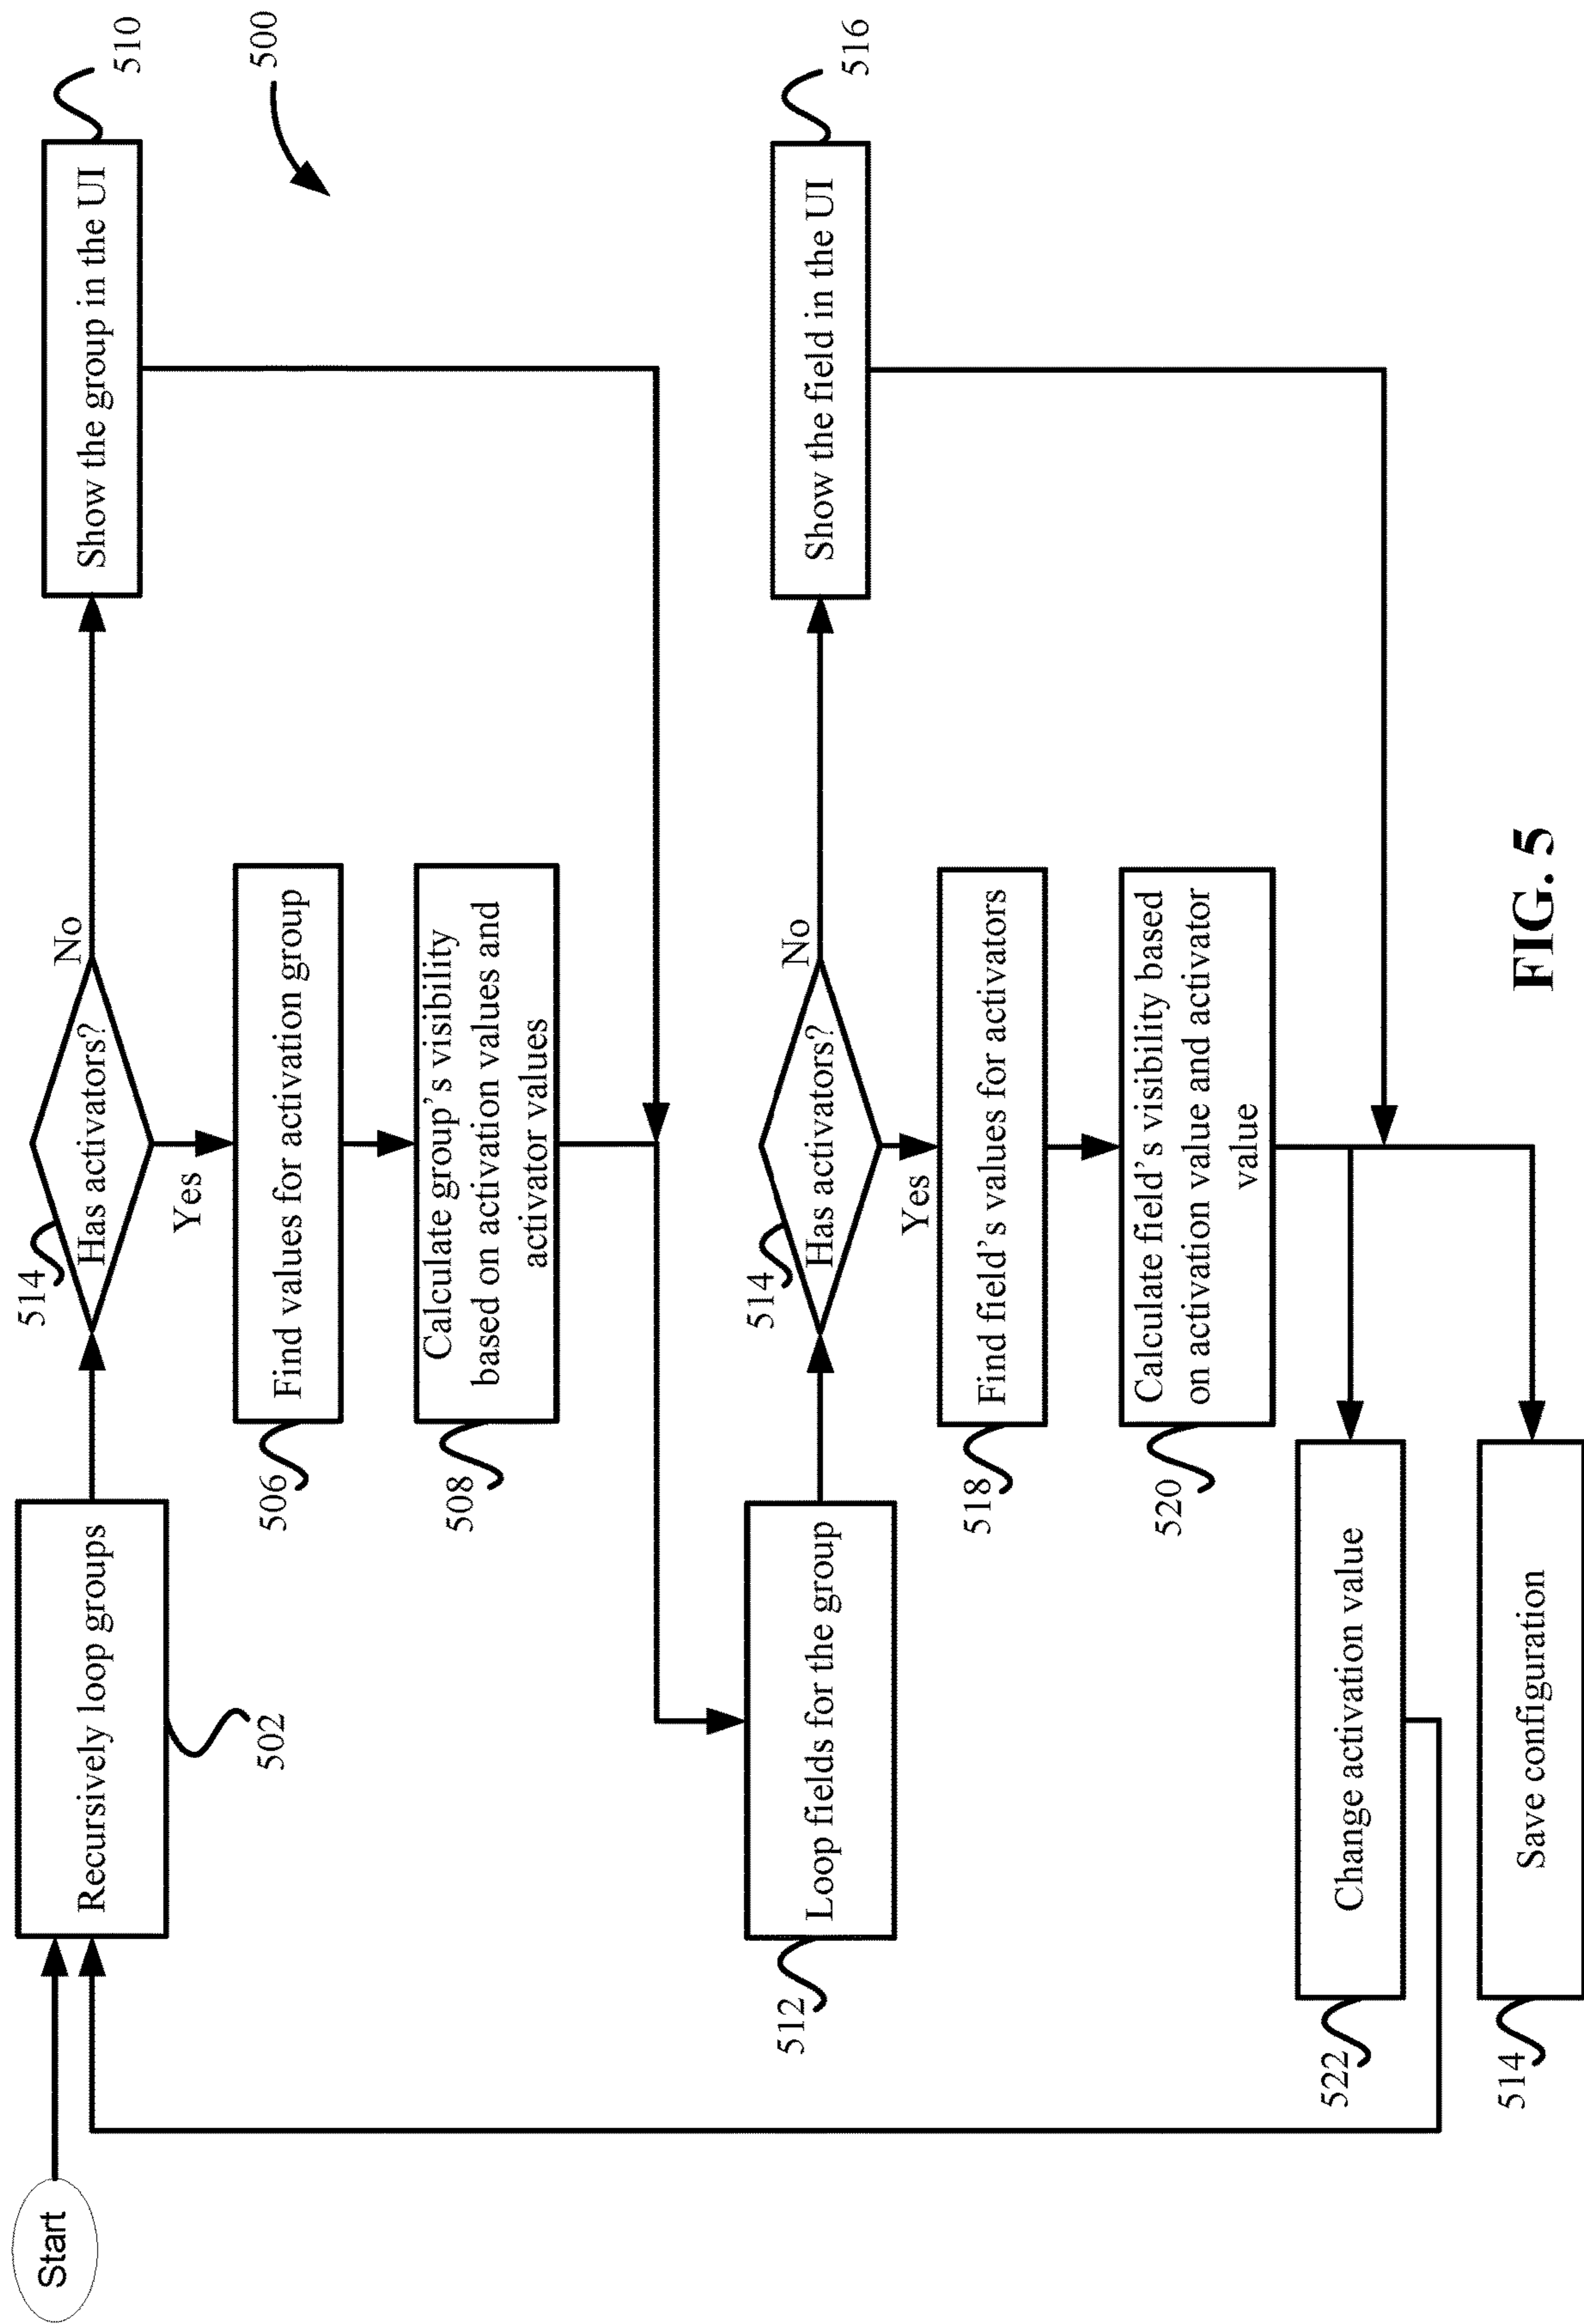 Start
Recursively loop groups
502
514
Has activators?
No
Show the group in the UI
510
500
Yes
506
Find values for activation group
508
Calculate group's visibility
based on activation values and
activator values
512
Loop fields for the group
514
Has activators?
No
Show the field in the UI
516
Yes
518
Find field's values for activators
520
Calculate field's visibility based
on activation value and activator
value
522
Change activation value
514
Save configuration
FIG. 5